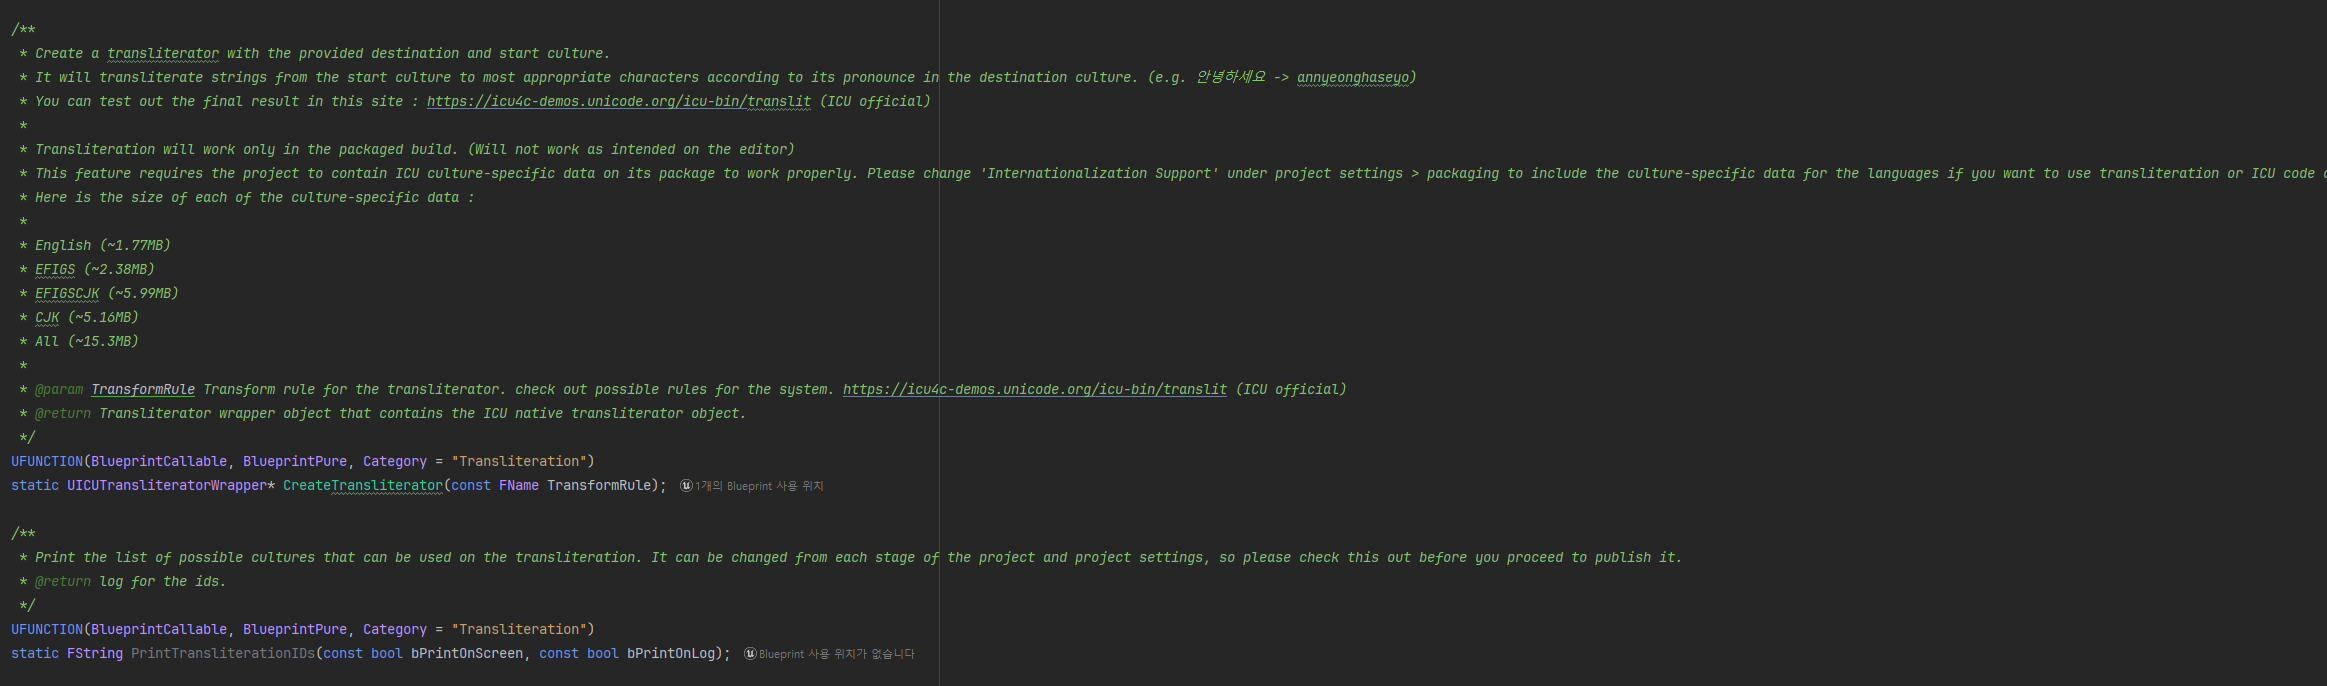 /**
 * Create a transliterator with the provided destination and start culture.
 * It will transliterate strings from the start culture to most appropriate characters according to its pronounce in the destination culture. (e.g. 안녕하세요 -> annyeonghaseyo)
 * You can test out the final result in this site : https://icu4c-demos.unicode.org/icu-bin/translit (ICU official)
 *
 * Transliteration will work only in the packaged build. (Will not work as intended on the editor)
 * This feature requires the project to contain ICU culture-specific data on its package to work properly. Please change 'Internationalization Support' under project settings > packaging to include the culture-specific data for the languages if you want to use transliteration or ICU code
 * Here is the size of each of the culture-specific data :
 *
 * English (~1.77MB)
 * EFIGS (~2.38MB)
 * EFIGSCJK (~5.99MB)
 * CJK (~5.16MB)
 * All (~15.3MB)
 *
 * @param TransformRule Transform rule for the transliterator. check out possible rules for the system. https://icu4c-demos.unicode.org/icu-bin/translit (ICU official)
 * @return Transliterator wrapper object that contains the ICU native transliterator object.
 */
UFUNCTION(BlueprintCallable, BlueprintPure, Category = "Transliteration")
static UICUTransliteratorWrapper* CreateTransliterator(const FName TransformRule); 1개의 Blueprint 사용 위치
/**
 * Print the list of possible cultures that can be used on the transliteration. It can be changed from each stage of the project and project settings, so please check this out before you proceed to publish it.
 * @return log for the ids.
 */
UFUNCTION(BlueprintCallable, BlueprintPure, Category = "Transliteration")
static FString PrintTransliterationIDs(const bool bPrintOnScreen, const bool bPrintOnLog); Blueprint 사용 위치가 없습니다